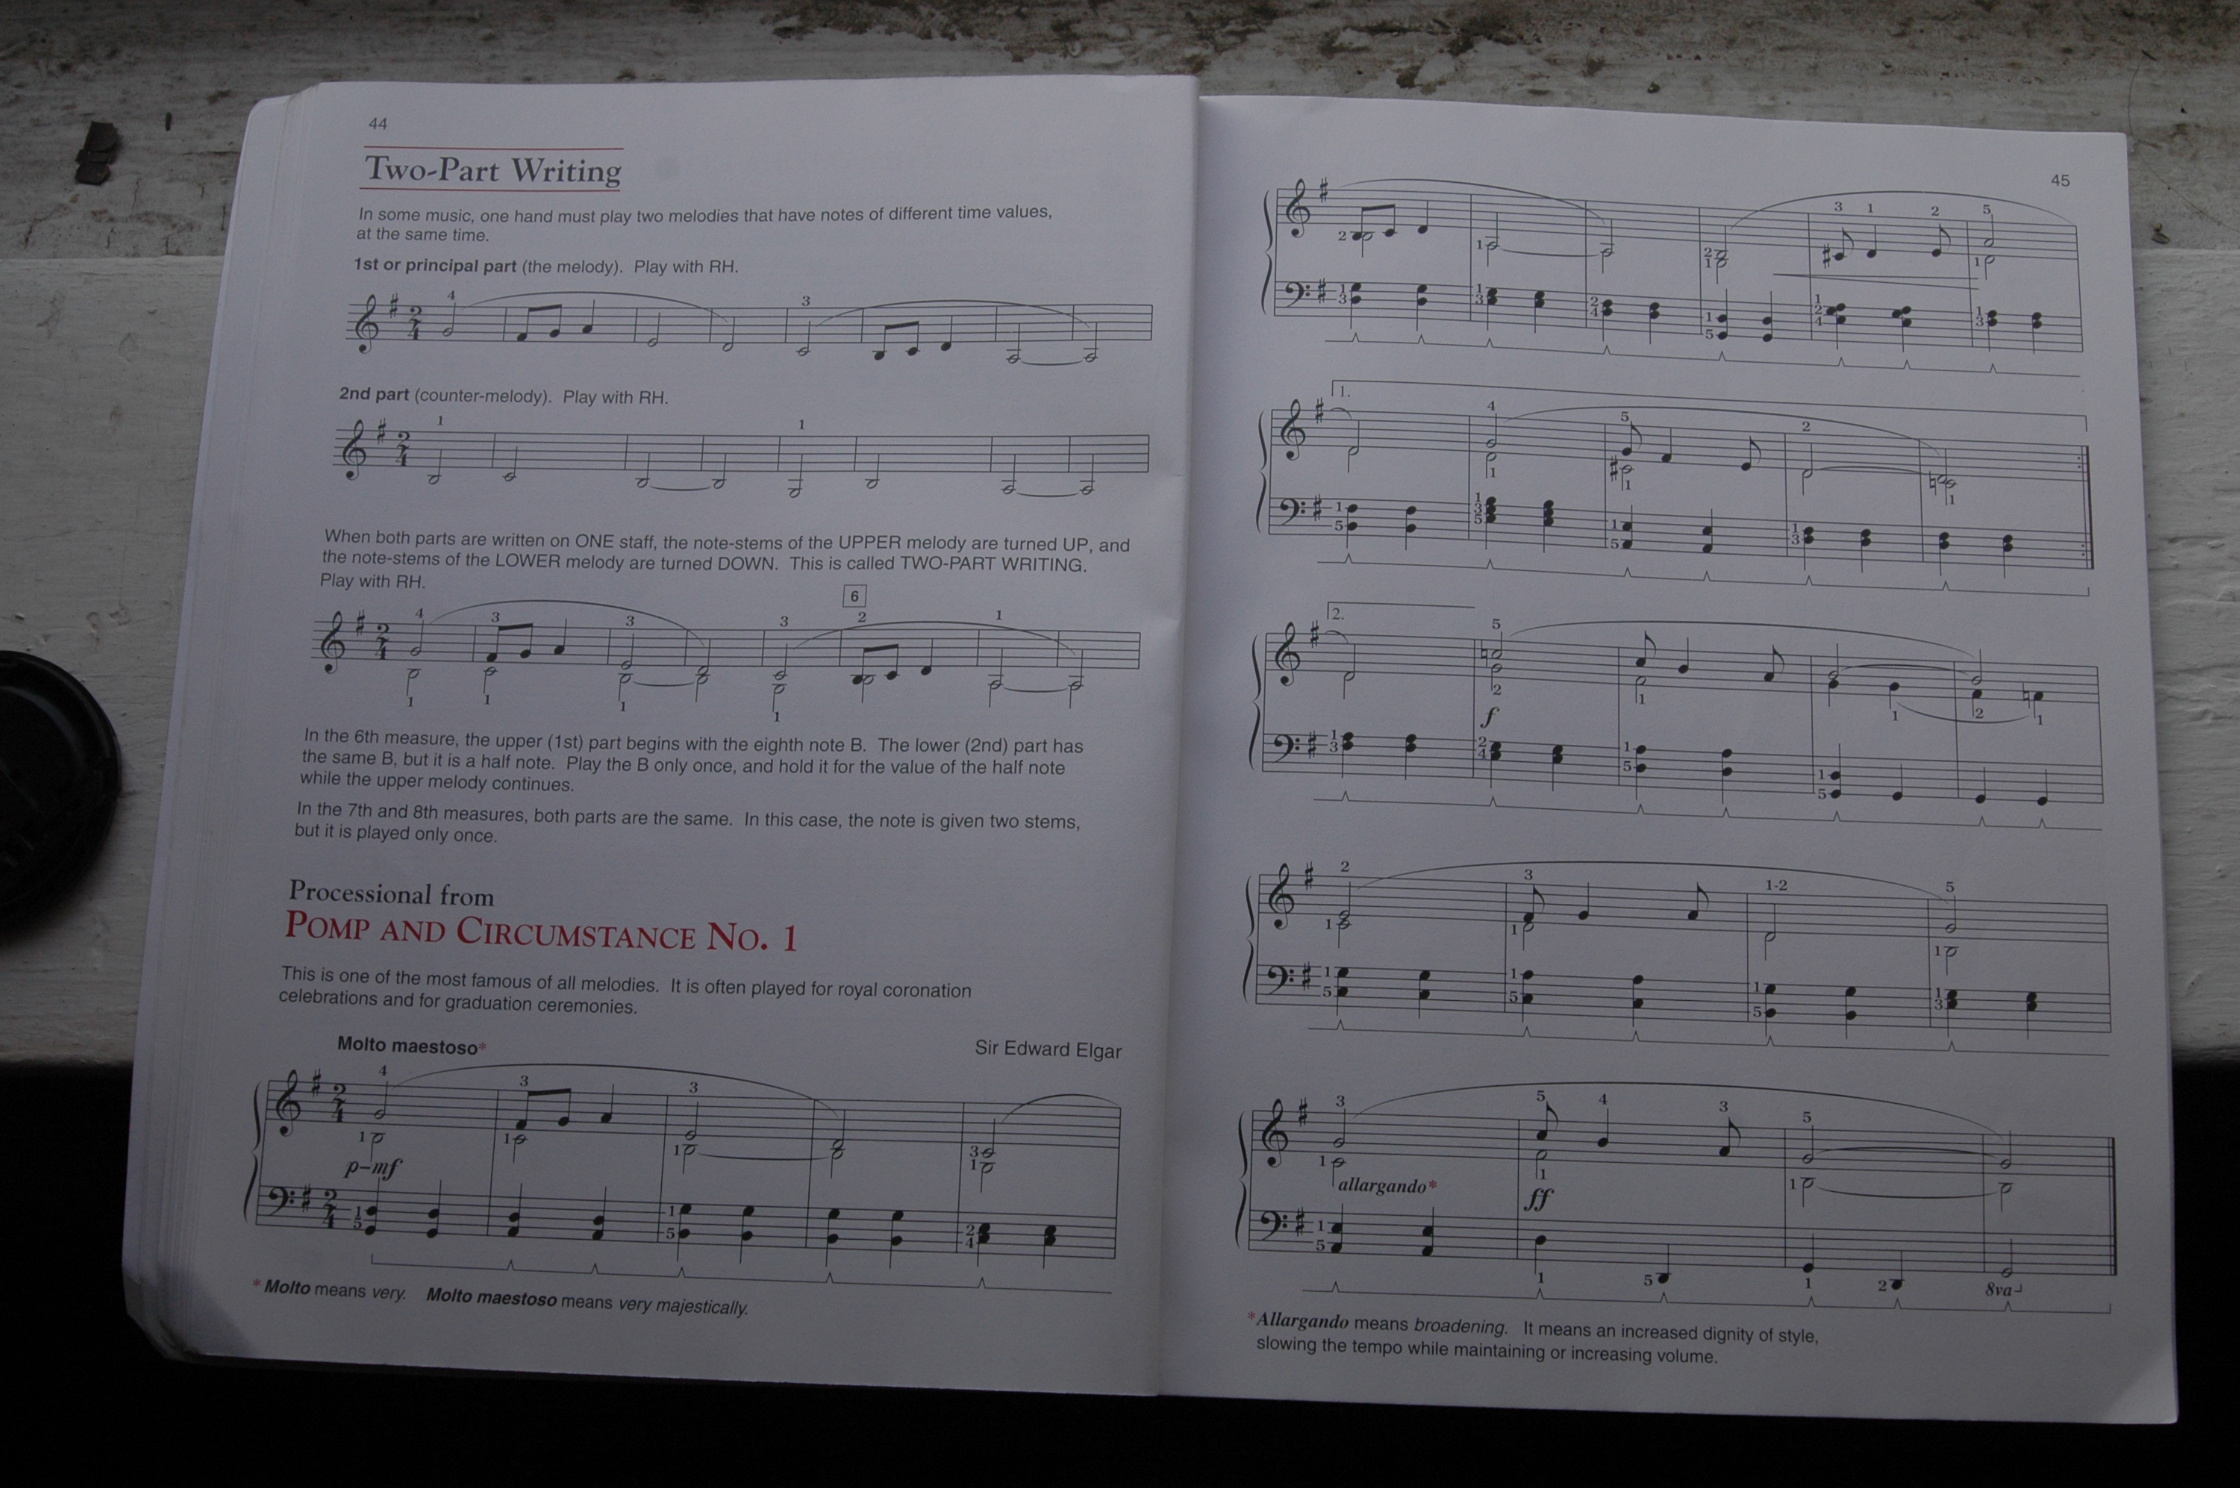 44
Two-Part Writing
In some music, one hand must play two melodies that have notes of different time values,
at the same time.
1st or principal part (the melody). Play with RH.
4 3
2nd part (counter-melody). Play with RH.
1 1
When both parts are written on ONE staff, the note-stems of the UPPER melody are turned UP, and
the note-stems of the LOWER melody are turned DOWN. This is called TWO-PART WRITING.
Play with RH.
6
4 3 3 3 2 1
1 1 1 1
In the 6th measure, the upper (1st) part begins with the eighth note B. The lower (2nd) part has
the same B, but it is a half note. Play the B only once, and hold it for the value of the half note
while the upper melody continues.
In the 7th and 8th measures, both parts are the same. In this case, the note is given two stems,
but it is played only once.
Processional from
POMP AND CIRCUMSTANCE NO. 1
This is one of the most famous of all melodies. It is often played for royal coronation
celebrations and for graduation ceremonies.
Molto maestoso*
Sir Edward Elgar
4 3 3
1 1 1 3 1
p–mf
1 5 1 5 2 4
* Molto means very. Molto maestoso means very majestically.
45
3 1 2 5
2 1 2 1 1
1 3 1 3 2 4 1 5 1 2 4 1 3
1.
4 5 2
1 1 1
1 5 1 3 5 1 5 1 3
2.
5
2 1 1 2 1
f
1 3 2 4 1 5 1 5
2 3 1-2 5
1 1 1
1 5 1 5 1 5 1 3
3 5 4 3 5
1 1 1
allargando*
ff
1 5 1 5 1 2
8va
*Allargando means broadening. It means an increased dignity of style,
slowing the tempo while maintaining or increasing volume.